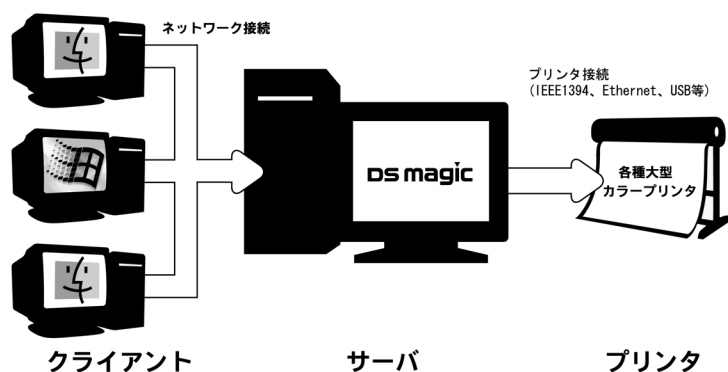 ネットワーク接続
プリンタ接続
（IEEE1394、Ethernet、USB等）
DS magic
各種大型
カラープリンタ
クライアント
サーバ
プリンタ